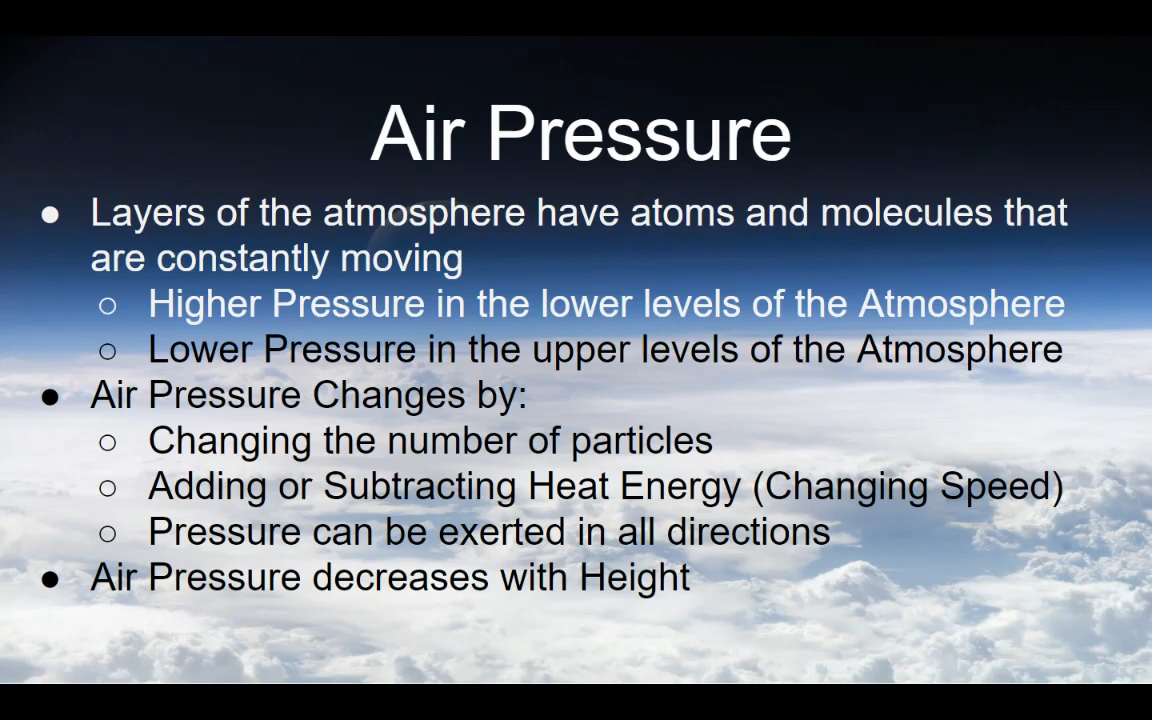 Air Pressure
● Layers of the atmosphere have atoms and molecules that
are constantly moving
○ Higher Pressure in the lower levels of the Atmosphere
○ Lower Pressure in the upper levels of the Atmosphere
● Air Pressure Changes by:
○ Changing the number of particles
○ Adding or Subtracting Heat Energy (Changing Speed)
○ Pressure can be exerted in all directions
● Air Pressure decreases with Height